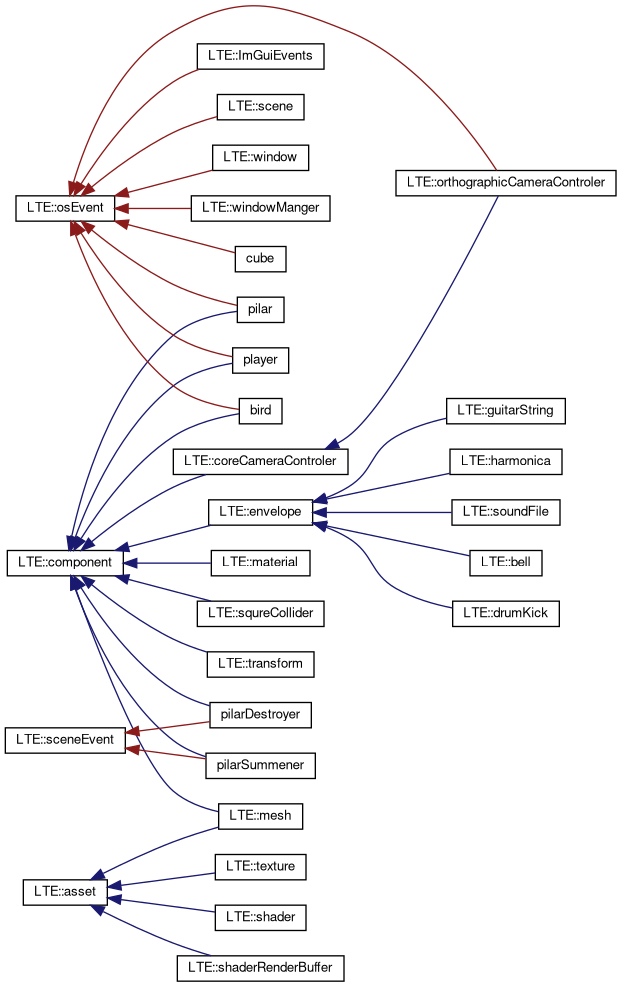 LTE::ImGuiEvents
LTE::scene
LTE::window
LTE::orthographicCameraControler
LTE::osEvent
LTE::windowManger
cube
pilar
player
bird
LTE::guitarString
LTE::coreCameraControler
LTE::harmonica
LTE::envelope
LTE::soundFile
LTE::component
LTE::material
LTE::bell
LTE::squreCollider
LTE::drumKick
LTE::transform
pilarDestroyer
LTE::sceneEvent
pilarSummener
LTE::mesh
LTE::texture
LTE::asset
LTE::shader
LTE::shaderRenderBuffer